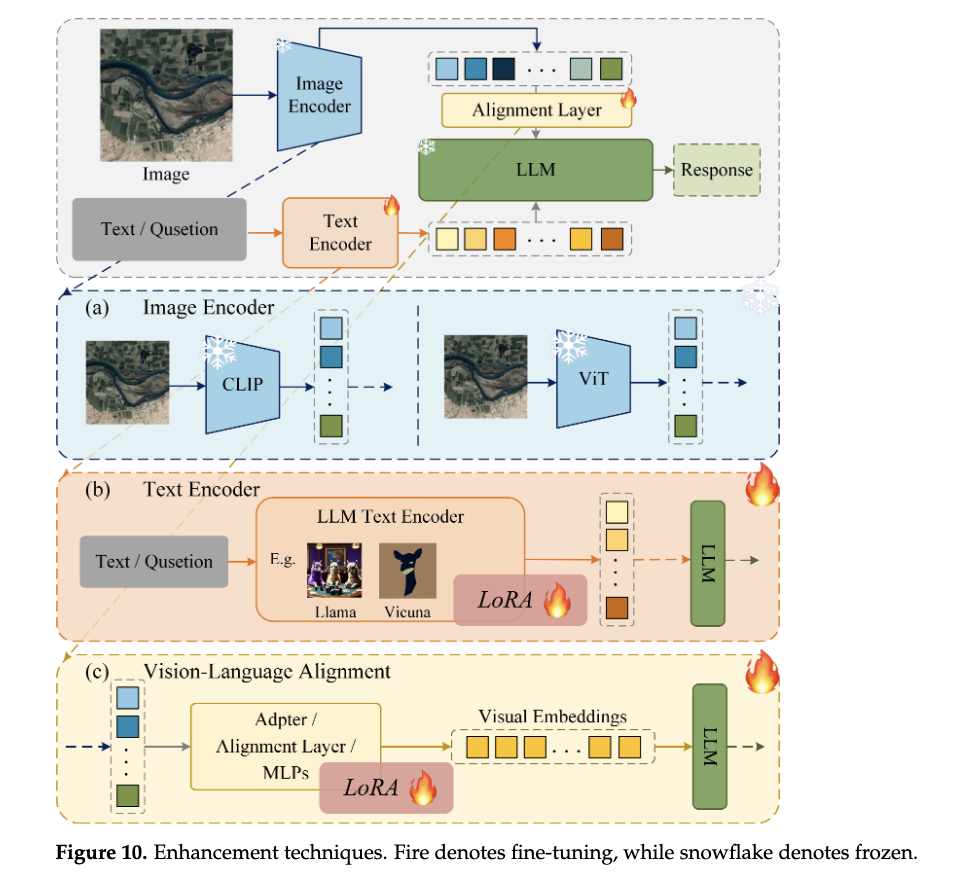 Image
Encoder
Alignment Layer
Image
LLM
Response
Text / Qusetion
Text
Encoder
(a) Image Encoder
CLIP
ViT
(b) Text Encoder
LLM Text Encoder
Text / Qusetion
E.g.
Llama
Vicuna
LoRA
LLM
(c) Vision-Language Alignment
Adpter /
Alignment Layer /
MLPs
LoRA
Visual Embeddings
LLM
Figure 10. Enhancement techniques. Fire denotes fine-tuning, while snowflake denotes frozen.